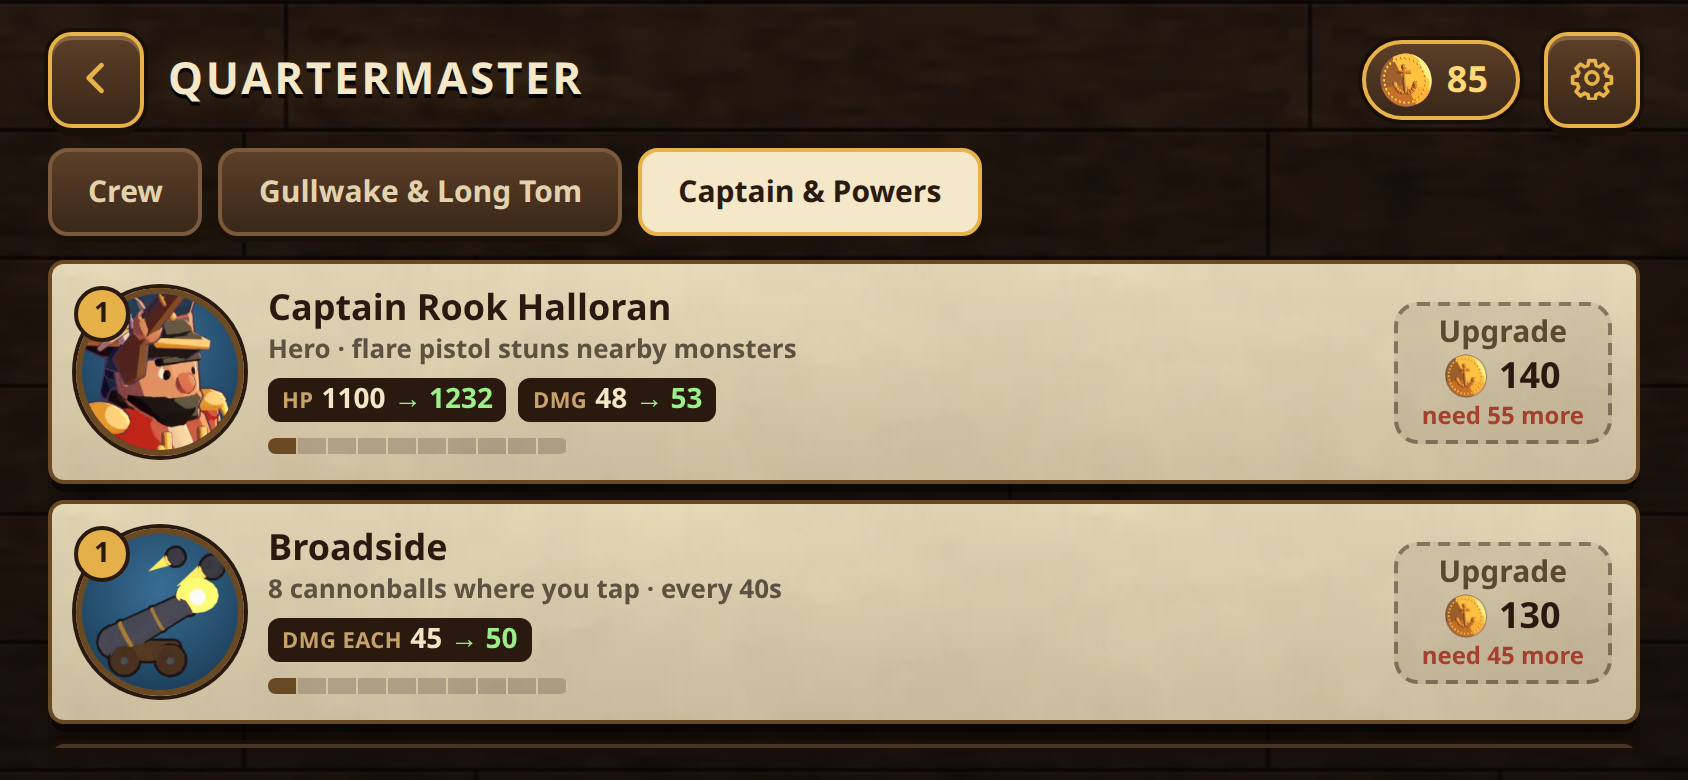 QUARTERMASTER
85
Crew
Gullwake & Long Tom
Captain & Powers
1
Captain Rook Halloran
Hero · flare pistol stuns nearby monsters
HP 1100 → 1232
DMG 48 → 53
Upgrade
140
need 55 more
1
Broadside
8 cannonballs where you tap · every 40s
DMG EACH 45 → 50
Upgrade
130
need 45 more